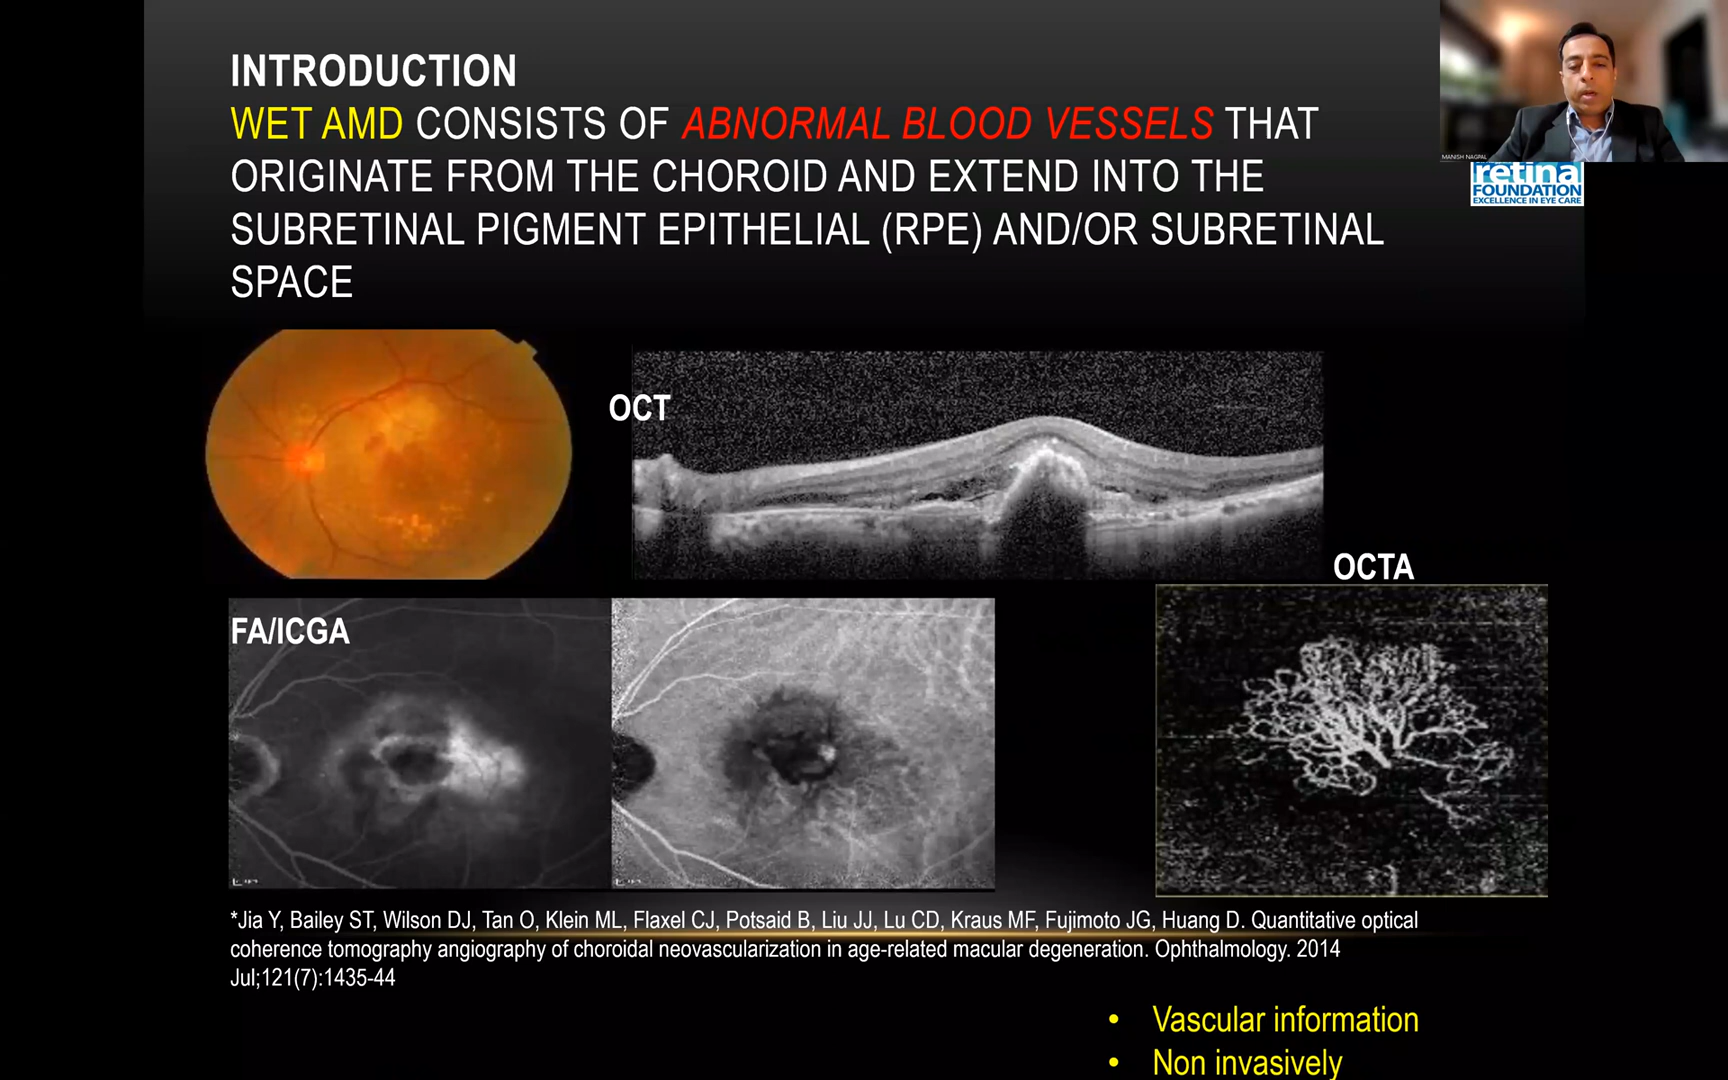 INTRODUCTION
WET AMD CONSISTS OF ABNORMAL BLOOD VESSELS THAT
ORIGINATE FROM THE CHOROID AND EXTEND INTO THE
SUBRETINAL PIGMENT EPITHELIAL (RPE) AND/OR SUBRETINAL
SPACE
MANISH NAGPAL
retina
FOUNDATION
EXCELLENCE IN EYE CARE
OCT
OCTA
FA/ICGA
*Jia Y, Bailey ST, Wilson DJ, Tan O, Klein ML, Flaxel CJ, Potsaid B, Liu JJ, Lu CD, Kraus MF, Fujimoto JG, Huang D. Quantitative optical
coherence tomography angiography of choroidal neovascularization in age-related macular degeneration. Ophthalmology. 2014
Jul;121(7):1435-44
• Vascular information
• Non invasively